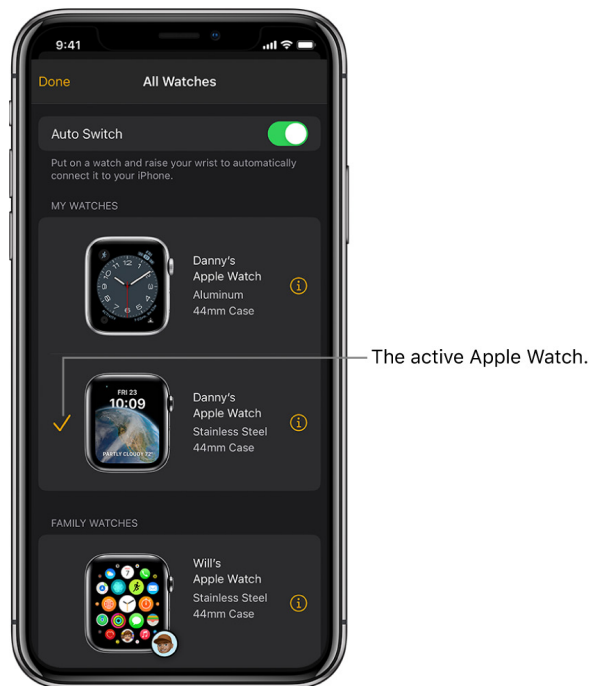 9:41
Done
All Watches
Auto Switch
Put on a watch and raise your wrist to automatically
connect it to your iPhone.
MY WATCHES
Danny's
Apple Watch
Aluminum
44mm Case
The active Apple Watch.
FRI 23
10:09
PARTLY CLOUDY 72°
Danny's
Apple Watch
Stainless Steel
44mm Case
FAMILY WATCHES
Will's
Apple Watch
Stainless Steel
44mm Case